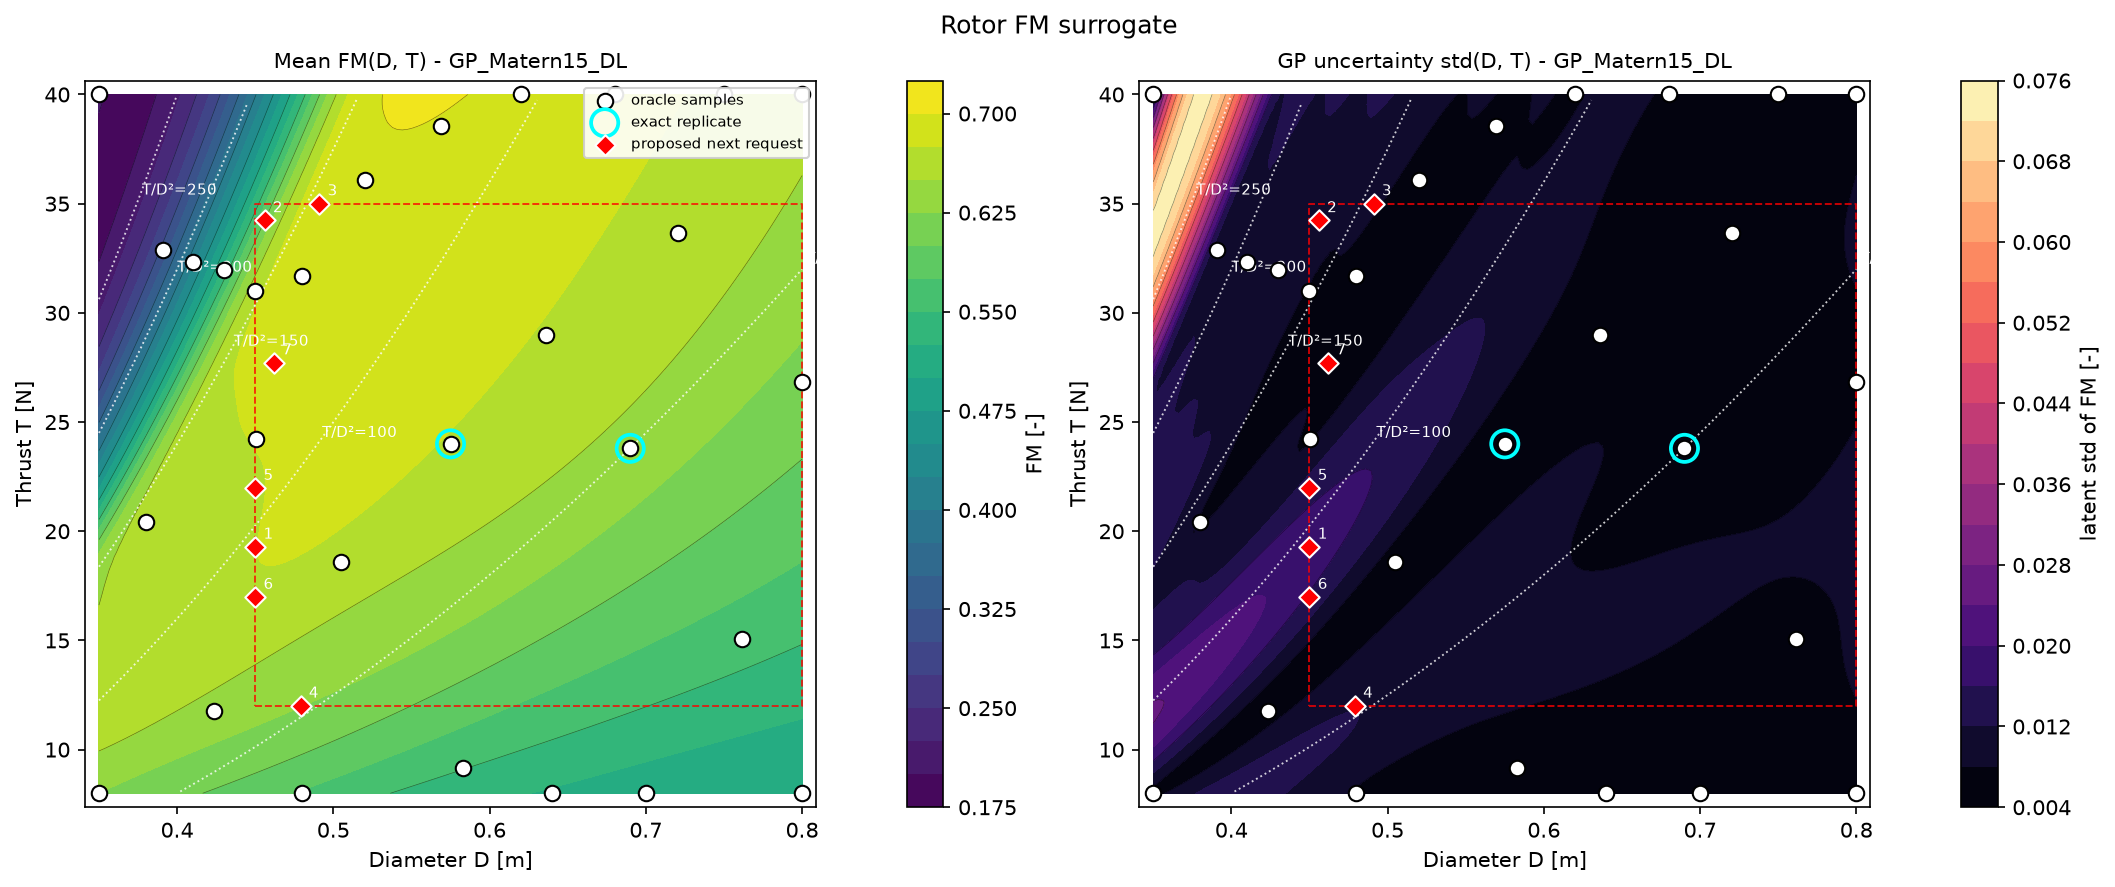 Rotor FM surrogate
Mean FM(D, T) - GP_Matern15_DL
40
35
30
25
20
15
10
Thrust T [N]
0.4
0.5
0.6
0.7
0.8
Diameter D [m]
oracle samples
exact replicate
proposed next request
T/D²=250
T/D²=200
T/D²=150
T/D²=100
2
3
7
5
1
6
4
0.700
0.625
0.550
0.475
0.400
0.325
0.250
0.175
FM [-]
GP uncertainty std(D, T) - GP_Matern15_DL
40
35
30
25
20
15
10
Thrust T [N]
0.4
0.5
0.6
0.7
0.8
Diameter D [m]
T/D²=250
T/D²=200
T/D²=150
T/D²=100
2
3
7
5
1
6
4
0.076
0.068
0.060
0.052
0.044
0.036
0.028
0.020
0.012
0.004
latent std of FM [-]